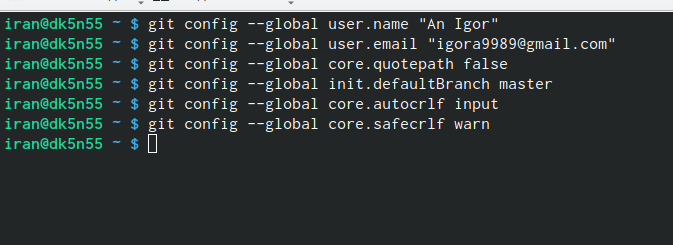 iran@dk5n55 ~ $ git config --global user.name "An Igor"
iran@dk5n55 ~ $ git config --global user.email "igora9989@gmail.com"
iran@dk5n55 ~ $ git config --global core.quotepath false
iran@dk5n55 ~ $ git config --global init.defaultBranch master
iran@dk5n55 ~ $ git config --global core.autocrlf input
iran@dk5n55 ~ $ git config --global core.safecrlf warn
iran@dk5n55 ~ $